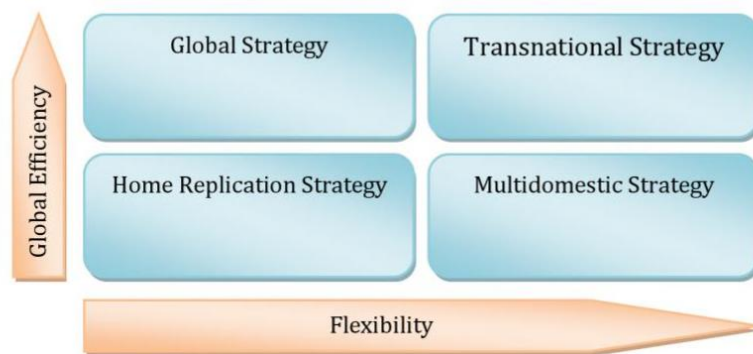 Global Strategy
Transnational Strategy
Global Efficiency
Home Replication Strategy
Multidomestic Strategy
Flexibility